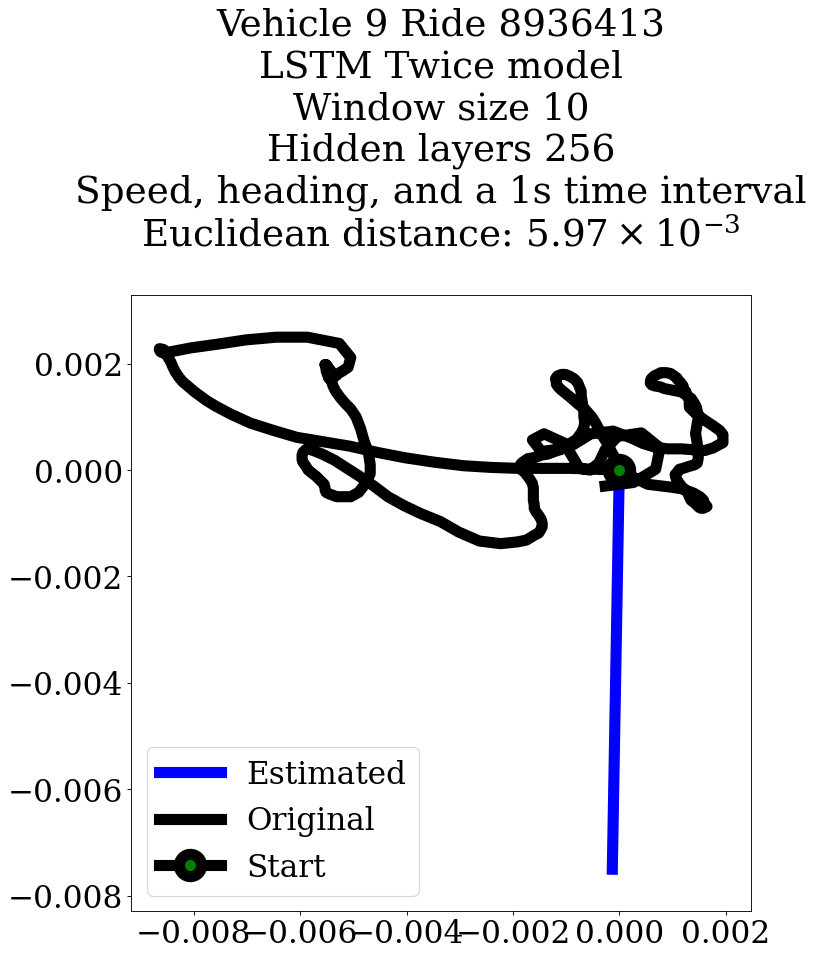 Vehicle 9 Ride 8936413
LSTM Twice model
Window size 10
Hidden layers 256
Speed, heading, and a 1s time interval
Euclidean distance: 5.97 × 10⁻³
0.002
0.000
−0.002
−0.004
−0.006
−0.008
Estimated
Original
Start
−0.008 −0.006 −0.004 −0.002 0.000 0.002